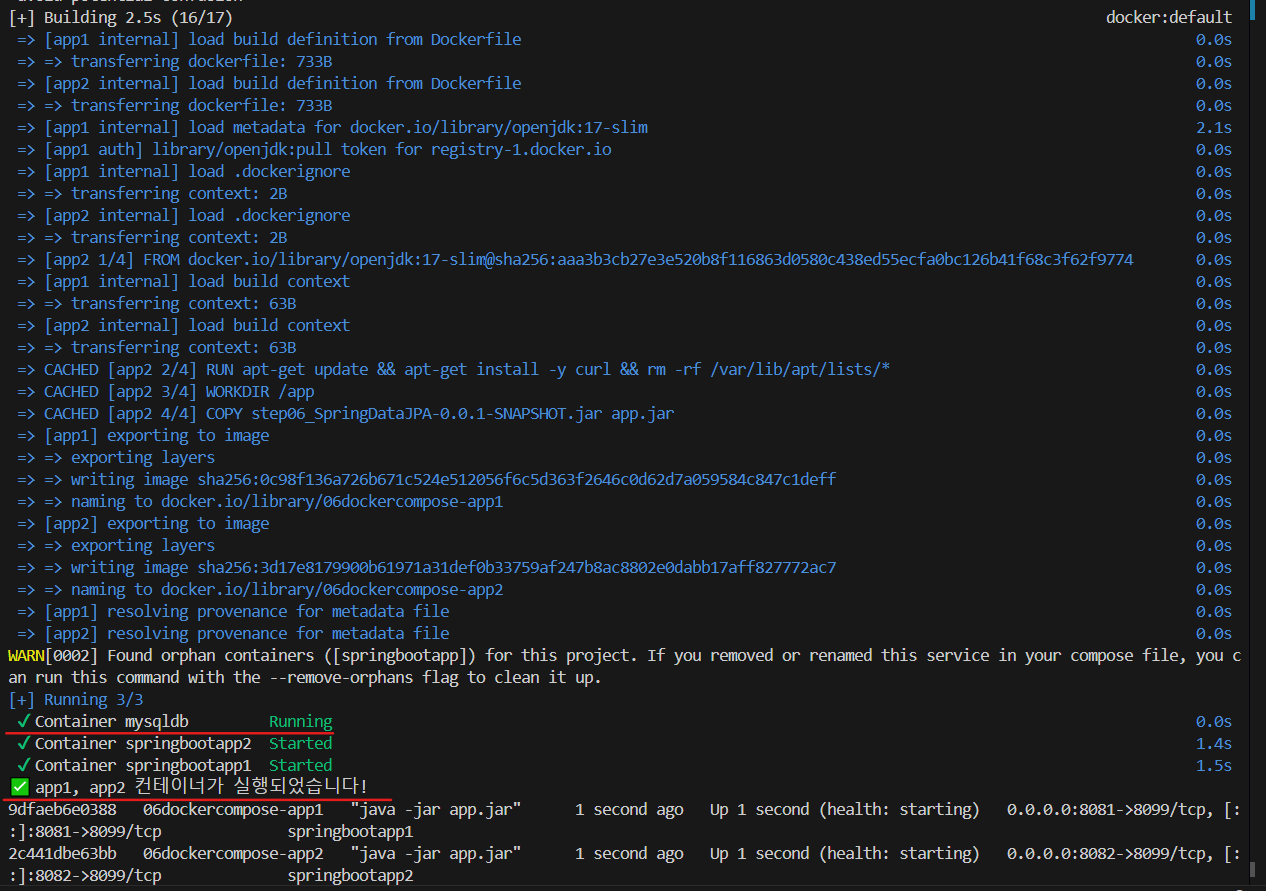 [+] Building 2.5s (16/17) docker:default
=> [app1 internal] load build definition from Dockerfile 0.0s
=> => transferring dockerfile: 733B 0.0s
=> [app2 internal] load build definition from Dockerfile 0.0s
=> => transferring dockerfile: 733B 0.0s
=> [app1 internal] load metadata for docker.io/library/openjdk:17-slim 2.1s
=> [app1 auth] library/openjdk:pull token for registry-1.docker.io 0.0s
=> [app1 internal] load .dockerignore 0.0s
=> => transferring context: 2B 0.0s
=> [app2 internal] load .dockerignore 0.0s
=> => transferring context: 2B 0.0s
=> [app2 1/4] FROM docker.io/library/openjdk:17-slim@sha256:aaa3b3cb27e3e520b8f116863d0580c438ed55ecfa0bc126b41f68c3f62f9774 0.0s
=> [app1 internal] load build context 0.0s
=> => transferring context: 63B 0.0s
=> [app2 internal] load build context 0.0s
=> => transferring context: 63B 0.0s
=> CACHED [app2 2/4] RUN apt-get update && apt-get install -y curl && rm -rf /var/lib/apt/lists/* 0.0s
=> CACHED [app2 3/4] WORKDIR /app 0.0s
=> CACHED [app2 4/4] COPY step06_SpringDataJPA-0.0.1-SNAPSHOT.jar app.jar 0.0s
=> [app1] exporting to image 0.0s
=> => exporting layers 0.0s
=> => writing image sha256:0c98f136a726b671c524e512056f6c5d363f2646c0d62d7a059584c847c1deff 0.0s
=> => naming to docker.io/library/06dockercompose-app1 0.0s
=> [app2] exporting to image 0.0s
=> => exporting layers 0.0s
=> => writing image sha256:3d17e8179900b61971a31def0b33759af247b8ac8802e0dabb17aff827772ac7 0.0s
=> => naming to docker.io/library/06dockercompose-app2 0.0s
=> [app1] resolving provenance for metadata file 0.0s
=> [app2] resolving provenance for metadata file 0.0s
WARN[0002] Found orphan containers ([springbootapp]) for this project. If you removed or renamed this service in your compose file, you c
an run this command with the --remove-orphans flag to clean it up.
[+] Running 3/3
✓ Container mysqldb Running 0.0s
✓ Container springbootapp2 Started 1.4s
✓ Container springbootapp1 Started 1.5s
✅ app1, app2 컨테이너가 실행되었습니다!
9dfaeb6e0388 06dockercompose-app1 "java -jar app.jar" 1 second ago Up 1 second (health: starting) 0.0.0.0:8081->8099/tcp, [:
:]:8081->8099/tcp springbootapp1
2c441dbe63bb 06dockercompose-app2 "java -jar app.jar" 1 second ago Up 1 second (health: starting) 0.0.0.0:8082->8099/tcp, [:
:]:8082->8099/tcp springbootapp2